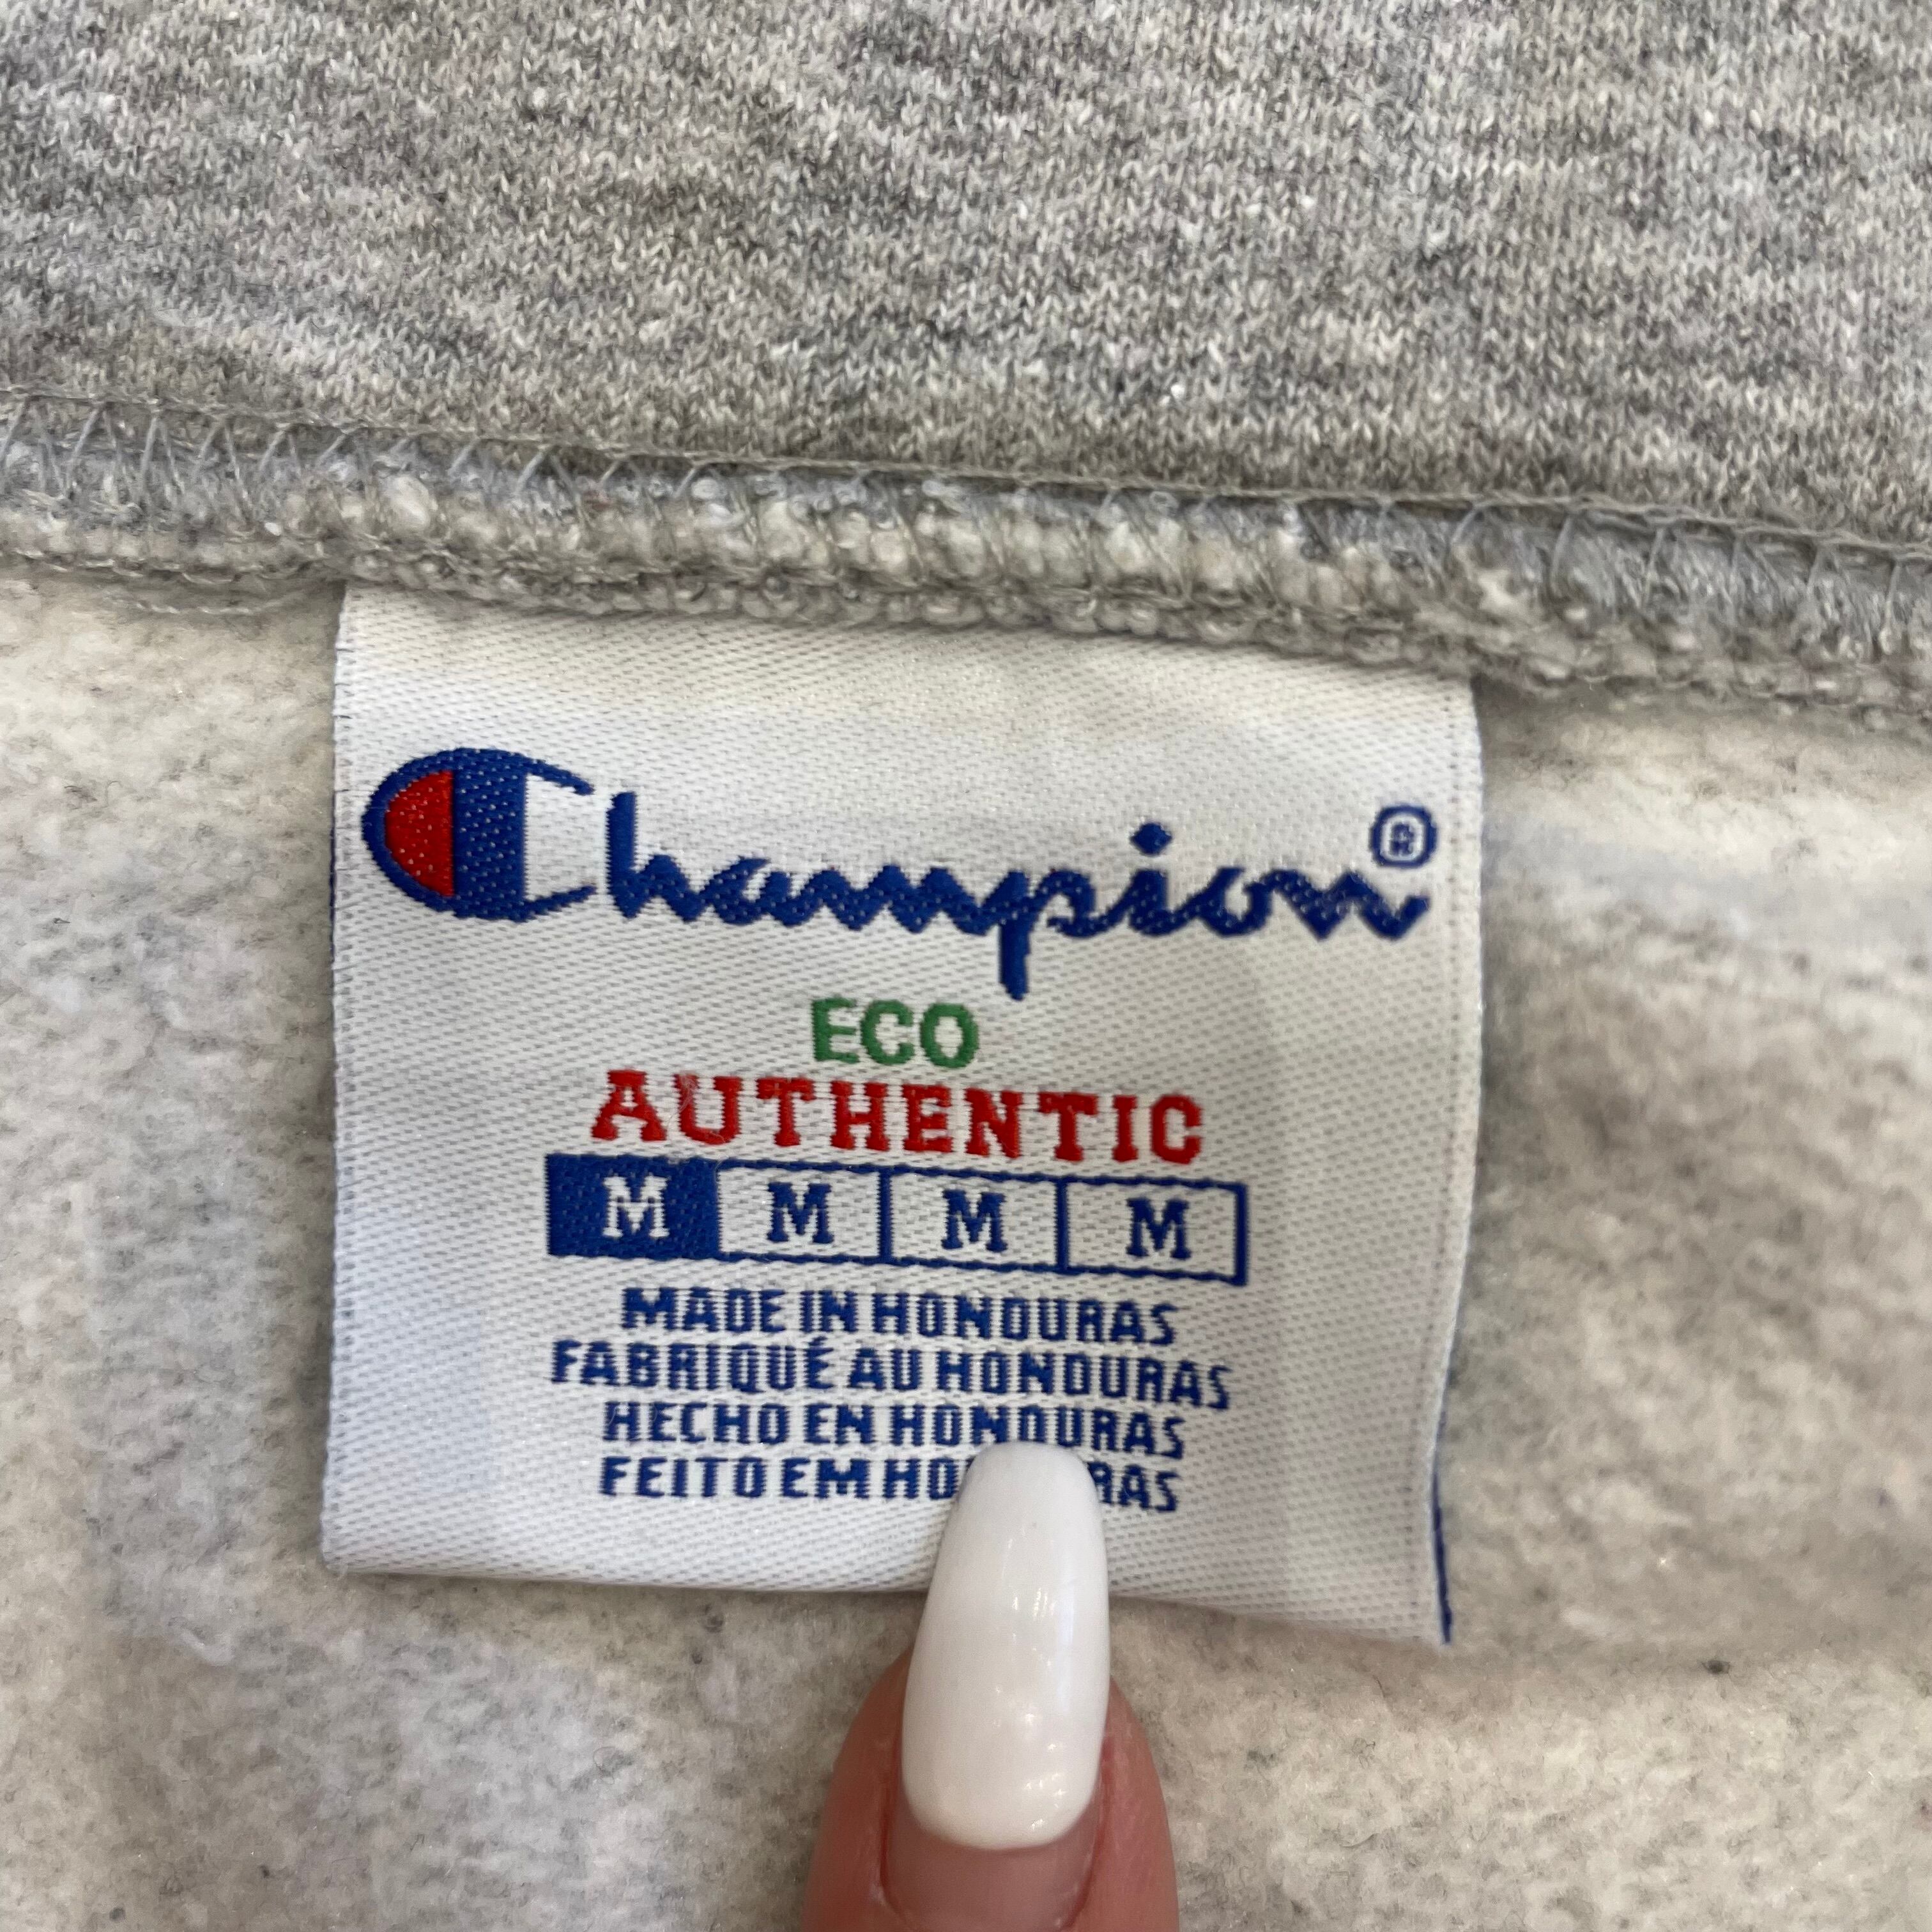 Champion®
ECO
AUTHENTIC
M M M M
MADE IN HONDURAS
FABRIQUÉ AU HONDURAS
HECHO EN HONDURAS
FEITO EM